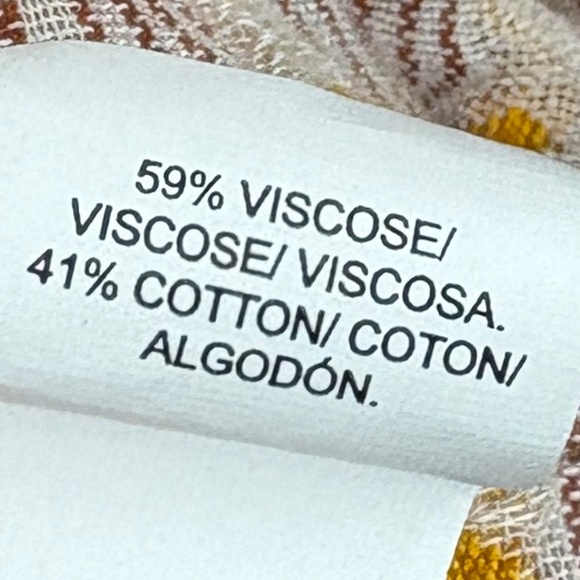 59% VISCOSE/
VISCOSE/ VISCOSA.
41% COTTON/ COTON/
ALGODÓN.